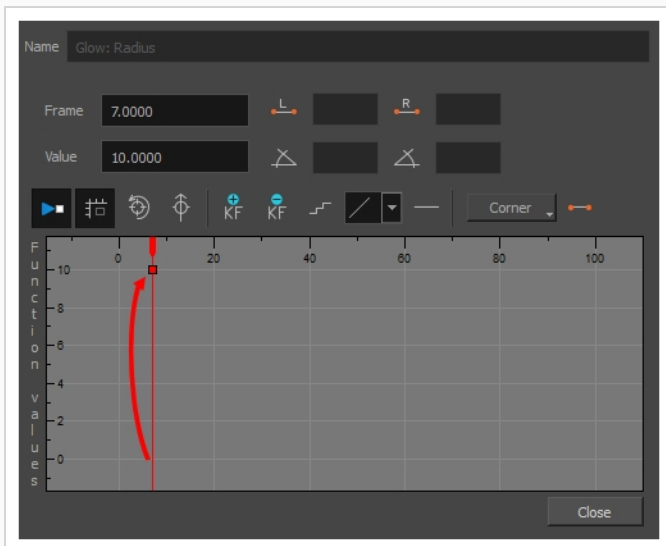 Name Glow: Radius
Frame 7.0000 L R
Value 10.0000
KF KF Corner
Function values
0 20 40 60 80 100
10
8
6
4
2
0
Close